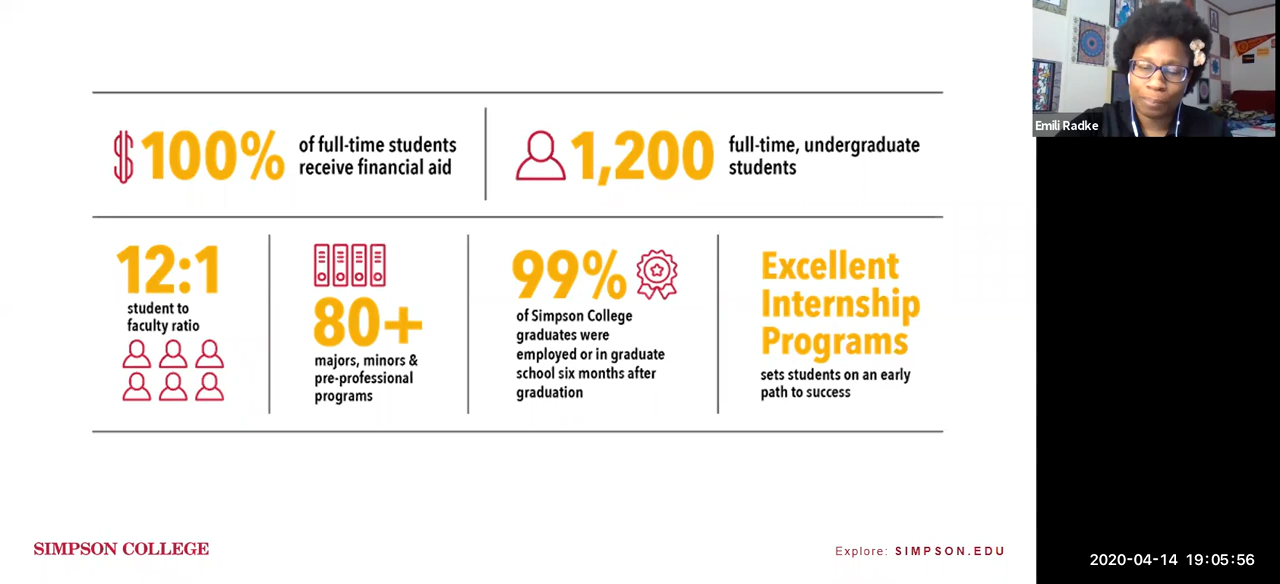 100%
of full-time students
receive financial aid
1,200
full-time, undergraduate
students
12:1
student to
faculty ratio
80+
majors, minors &
pre-professional
programs
99%
of Simpson College
graduates were
employed or in graduate
school six months after
graduation
Excellent
Internship
Programs
sets students on an early
path to success
SIMPSON COLLEGE
Explore: SIMPSON.EDU
Emili Radke
2020-04-14 19:05:56